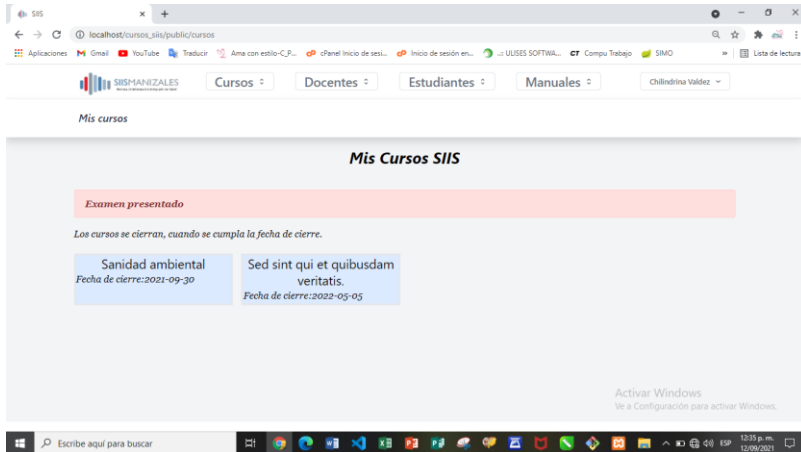 SIIS
localhost/cursos_siis/public/cursos
Aplicaciones Gmail YouTube Traducir Ama con estilo-C_P... cPanel Inicio de sesi... Inicio de sesión en... ..:: ULISES SOFTWA... CT Compu Trabajo SIMO » Lista de lectura
SIISMANIZALES Cursos Docentes Estudiantes Manuales Chilindrina Valdez
Mis cursos
Mis Cursos SIIS
Examen presentado
Los cursos se cierran, cuando se cumpla la fecha de cierre.
Sanidad ambiental
Fecha de cierre:2021-09-30
Sed sint qui et quibusdam
veritatis.
Fecha de cierre:2022-05-05
Activar Windows
Ve a Configuración para activar Windows.
Escribe aquí para buscar
ESP
12:35 p. m.
12/09/2021